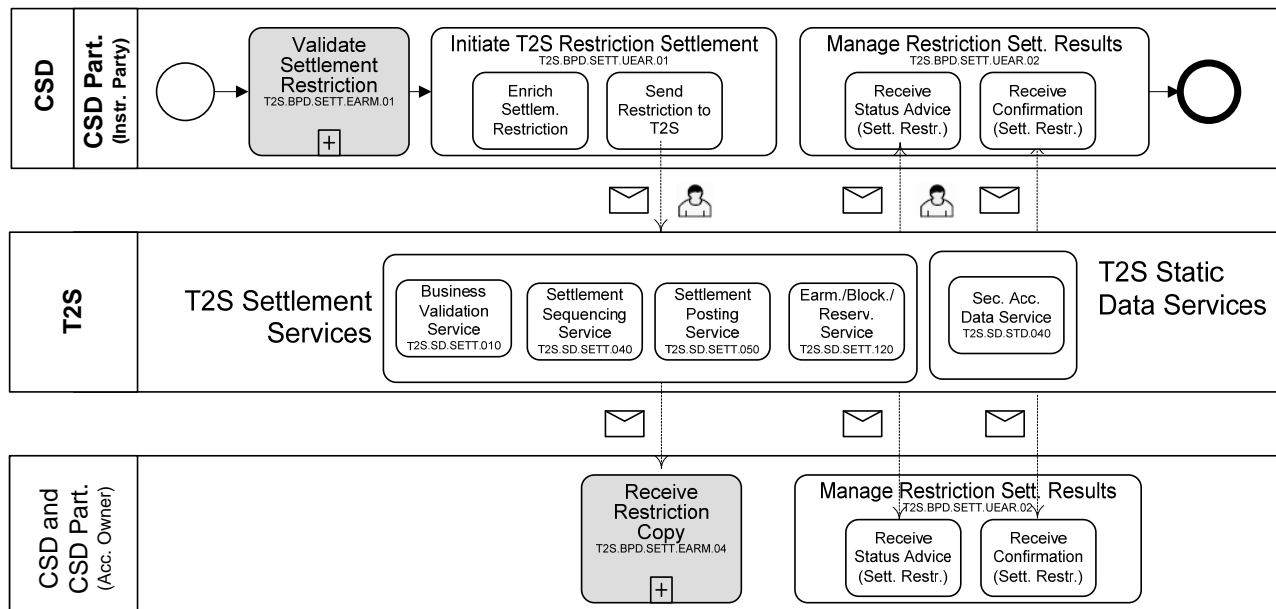 CSD
CSD Part.
(Instr. Party)
Validate
Settlement
Restriction
T2S.BPD.SETT.EARM.01
+
Initiate T2S Restriction Settlement
T2S.BPD.SETT.UEAR.01
Enrich
Settlem.
Restriction
Send
Restriction to
T2S
Manage Restriction Sett. Results
T2S.BPD.SETT.UEAR.02
Receive
Status Advice
(Sett. Restr.)
Receive
Confirmation
(Sett. Restr.)
T2S
T2S Settlement
Services
Business
Validation
Service
T2S.SD.SETT.010
Settlement
Sequencing
Service
T2S.SD.SETT.040
Settlement
Posting
Service
T2S.SD.SETT.050
Earm./Block./
Reserv.
Service
T2S.SD.SETT.120
Sec. Acc.
Data Service
T2S.SD.STD.040
T2S Static
Data Services
CSD and
CSD Part.
(Acc. Owner)
Receive
Restriction
Copy
T2S.BPD.SETT.EARM.04
+
Manage Restriction Sett. Results
T2S.BPD.SETT.UEAR.02
Receive
Status Advice
(Sett. Restr.)
Receive
Confirmation
(Sett. Restr.)